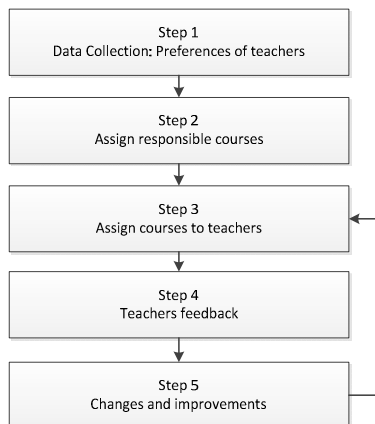 Step 1
Data Collection: Preferences of teachers
Step 2
Assign responsible courses
Step 3
Assign courses to teachers
Step 4
Teachers feedback
Step 5
Changes and improvements